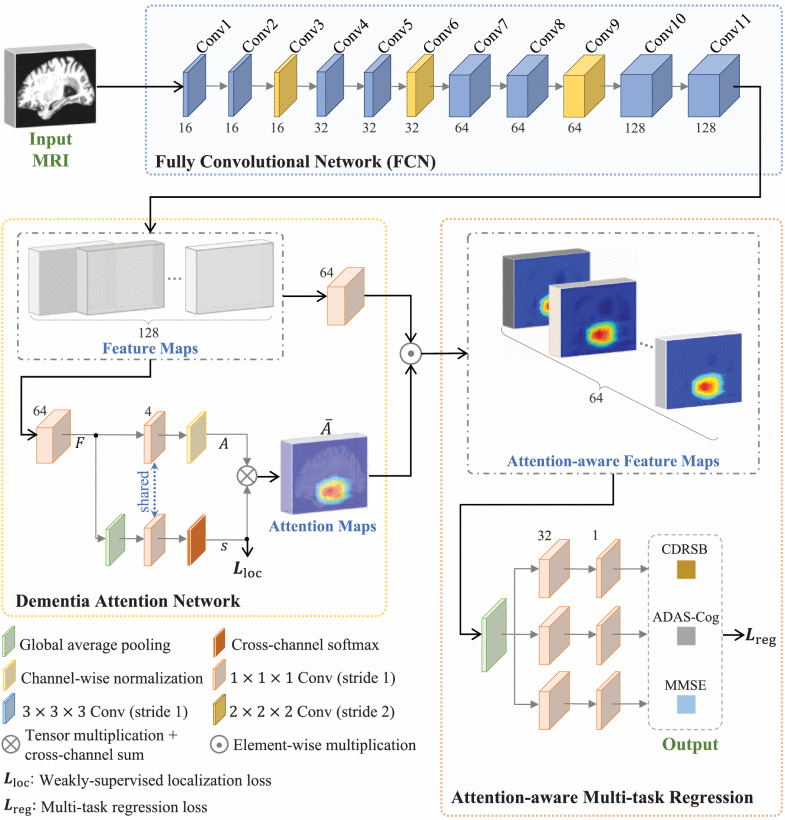 Conv1 Conv2 Conv3 Conv4 Conv5 Conv6 Conv7 Conv8 Conv9 Conv10 Conv11
Input
MRI
16 16 16 32 32 32 64 64 64 128 128
Fully Convolutional Network (FCN)
128
Feature Maps
64
64
F
4
A
shared
s
L_loc
Ā
Attention Maps
Dementia Attention Network
64
Attention-aware Feature Maps
32 1
CDRSB
ADAS-Cog
MMSE
L_reg
Output
Attention-aware Multi-task Regression
Global average pooling
Cross-channel softmax
Channel-wise normalization
1 × 1 × 1 Conv (stride 1)
3 × 3 × 3 Conv (stride 1)
2 × 2 × 2 Conv (stride 2)
Tensor multiplication +
cross-channel sum
Element-wise multiplication
L_loc: Weakly-supervised localization loss
L_reg: Multi-task regression loss